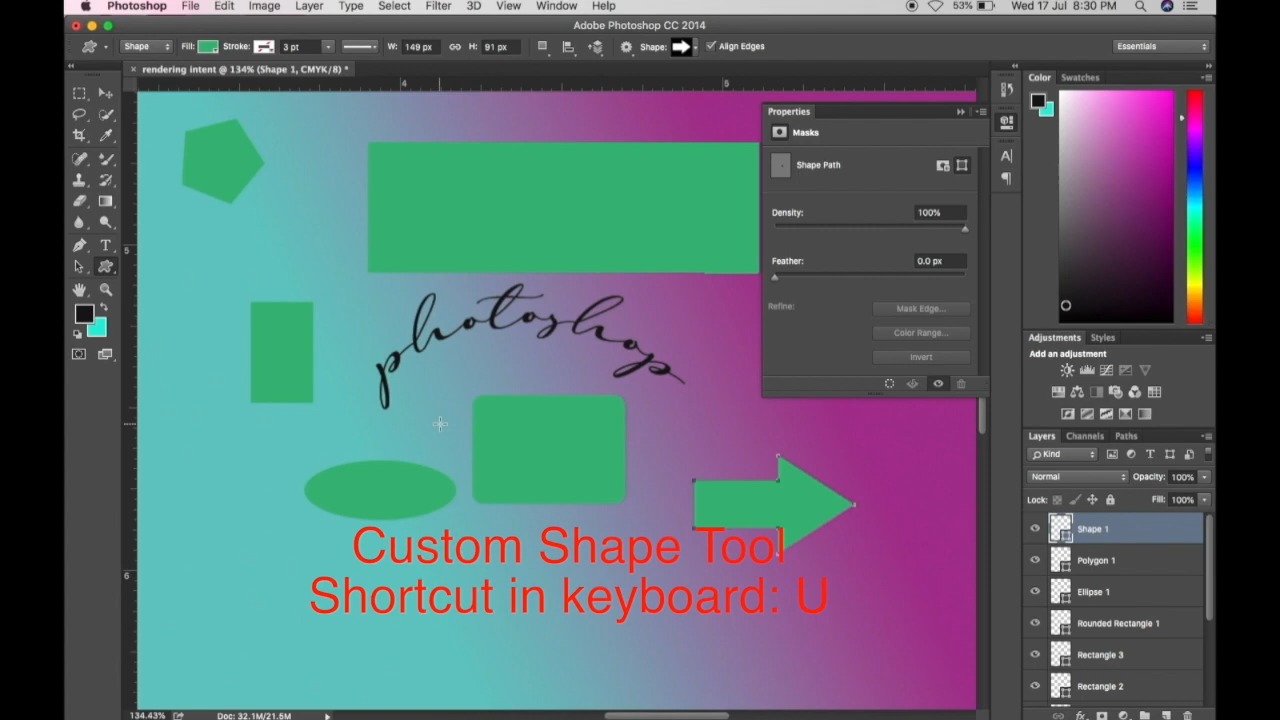 Photoshop File Edit Image Layer Type Select Filter 3D View Window Help 53% Wed 17 Jul 8:30 PM
Adobe Photoshop CC 2014
Shape Fill: Stroke: 3 pt W: 149 px H: 91 px Shape: Align Edges Essentials
× rendering intent @ 134% (Shape 1, CMYK/8) *
4 5
Color Swatches
Properties
Masks
Shape Path
Density: 100%
5
Feather: 0.0 px
Refine: Mask Edge...
Color Range...
Invert
photoshop
Adjustments Styles
Add an adjustment
Layers Channels Paths
Kind
Normal Opacity: 100%
Lock: Fill: 100%
Shape 1
Polygon 1
Ellipse 1
Rounded Rectangle 1
Rectangle 3
Rectangle 2
Custom Shape Tool
6
Shortcut in keyboard: U
134.43% Doc: 32.1M/21.5M